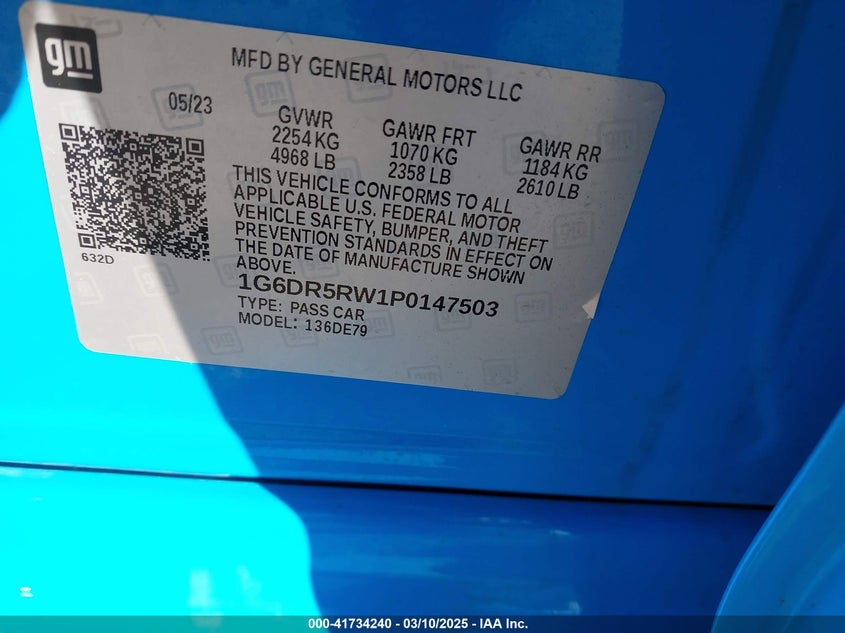 gm
MFD BY GENERAL MOTORS LLC
05/23
GVWR
2254 KG
4968 LB
GAWR FRT
1070 KG
2358 LB
GAWR RR
1184 KG
2610 LB
THIS VEHICLE CONFORMS TO ALL
APPLICABLE U.S. FEDERAL MOTOR
VEHICLE SAFETY, BUMPER, AND THEFT
PREVENTION STANDARDS IN EFFECT ON
THE DATE OF MANUFACTURE SHOWN
ABOVE.
632D
1G6DR5RW1P0147503
TYPE: PASS CAR
MODEL: 136DE79
000-41734240 - 03/10/2025 - IAA Inc.